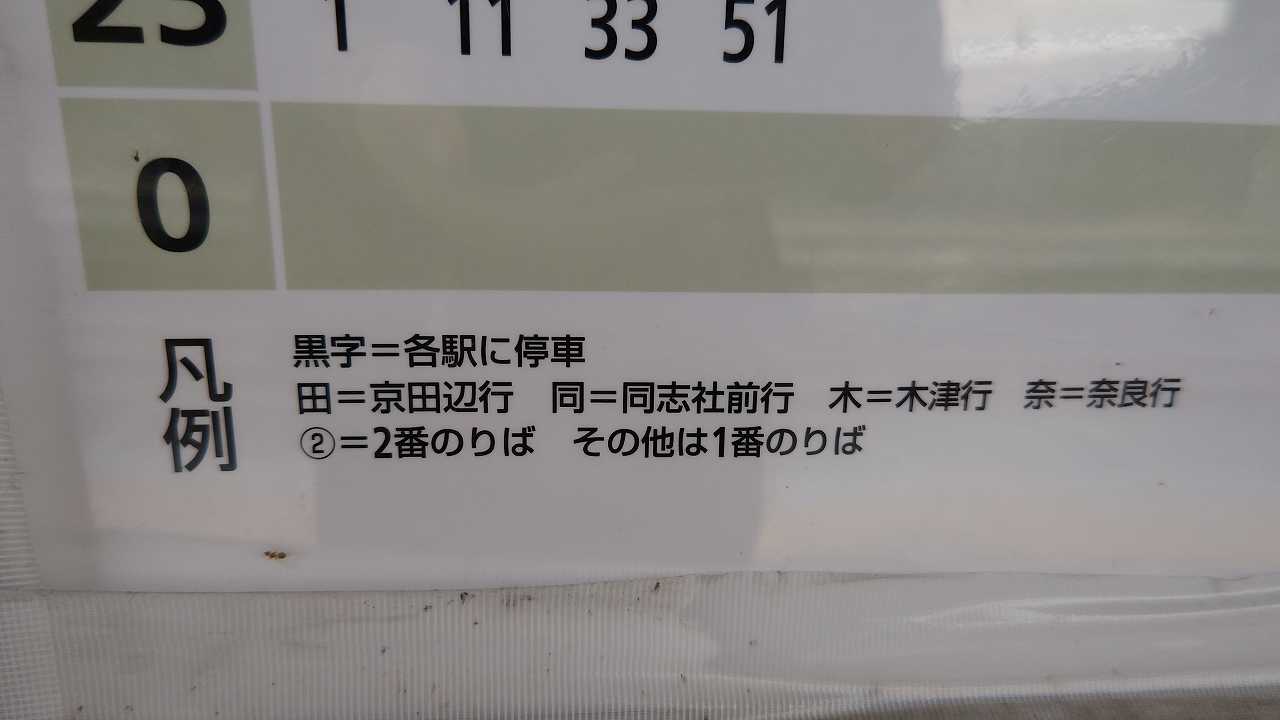 23 1 11 33 51
0
凡例
黒字＝各駅に停車
田＝京田辺行　同＝同志社前行　木＝木津行　奈＝奈良行
②＝2番のりば　その他は1番のりば